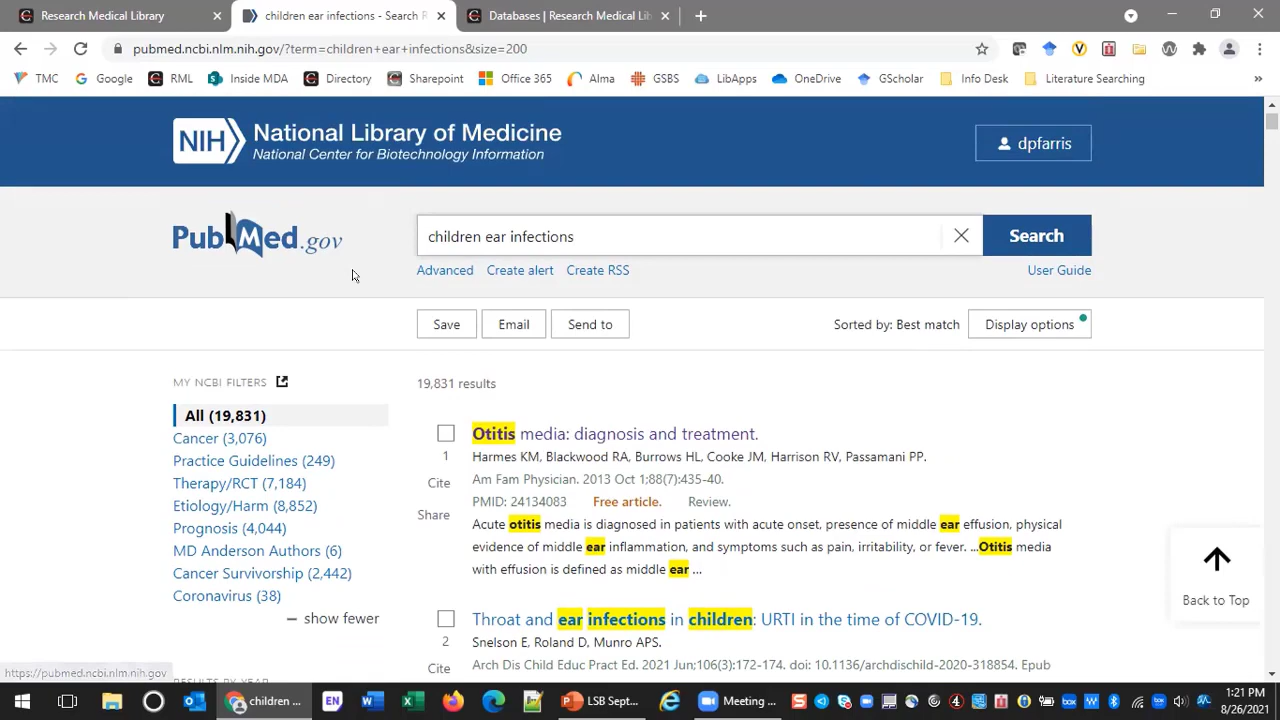 Research Medical Library
children ear infections - Search R
Databases | Research Medical Lib
pubmed.ncbi.nlm.nih.gov/?term=children+ear+infections&size=200
TMC
Google
RML
Inside MDA
Directory
Sharepoint
Office 365
Alma
GSBS
LibApps
OneDrive
GScholar
Info Desk
Literature Searching
»
NIH
National Library of Medicine
National Center for Biotechnology Information
dpfarris
PubMed.gov
children ear infections
Search
Advanced
Create alert
Create RSS
User Guide
Save
Email
Send to
Sorted by: Best match
Display options
MY NCBI FILTERS
All (19,831)
Cancer (3,076)
Practice Guidelines (249)
Therapy/RCT (7,184)
Etiology/Harm (8,852)
Prognosis (4,044)
MD Anderson Authors (6)
Cancer Survivorship (2,442)
Coronavirus (38)
— show fewer
19,831 results
Otitis media: diagnosis and treatment.
1
Harmes KM, Blackwood RA, Burrows HL, Cooke JM, Harrison RV, Passamani PP.
Cite
Am Fam Physician. 2013 Oct 1;88(7):435-40.
PMID: 24134083 Free article. Review.
Share
Acute otitis media is diagnosed in patients with acute onset, presence of middle ear effusion, physical
evidence of middle ear inflammation, and symptoms such as pain, irritability, or fever. ...Otitis media
with effusion is defined as middle ear ...
Throat and ear infections in children: URTI in the time of COVID-19.
2
Snelson E, Roland D, Munro APS.
Cite
Arch Dis Child Educ Pract Ed. 2021 Jun;106(3):172-174. doi: 10.1136/archdischild-2020-318854. Epub
Back to Top
https://pubmed.ncbi.nlm.nih.gov
children ...
EN
LSB Sept...
Meeting ...
1:21 PM
8/26/2021